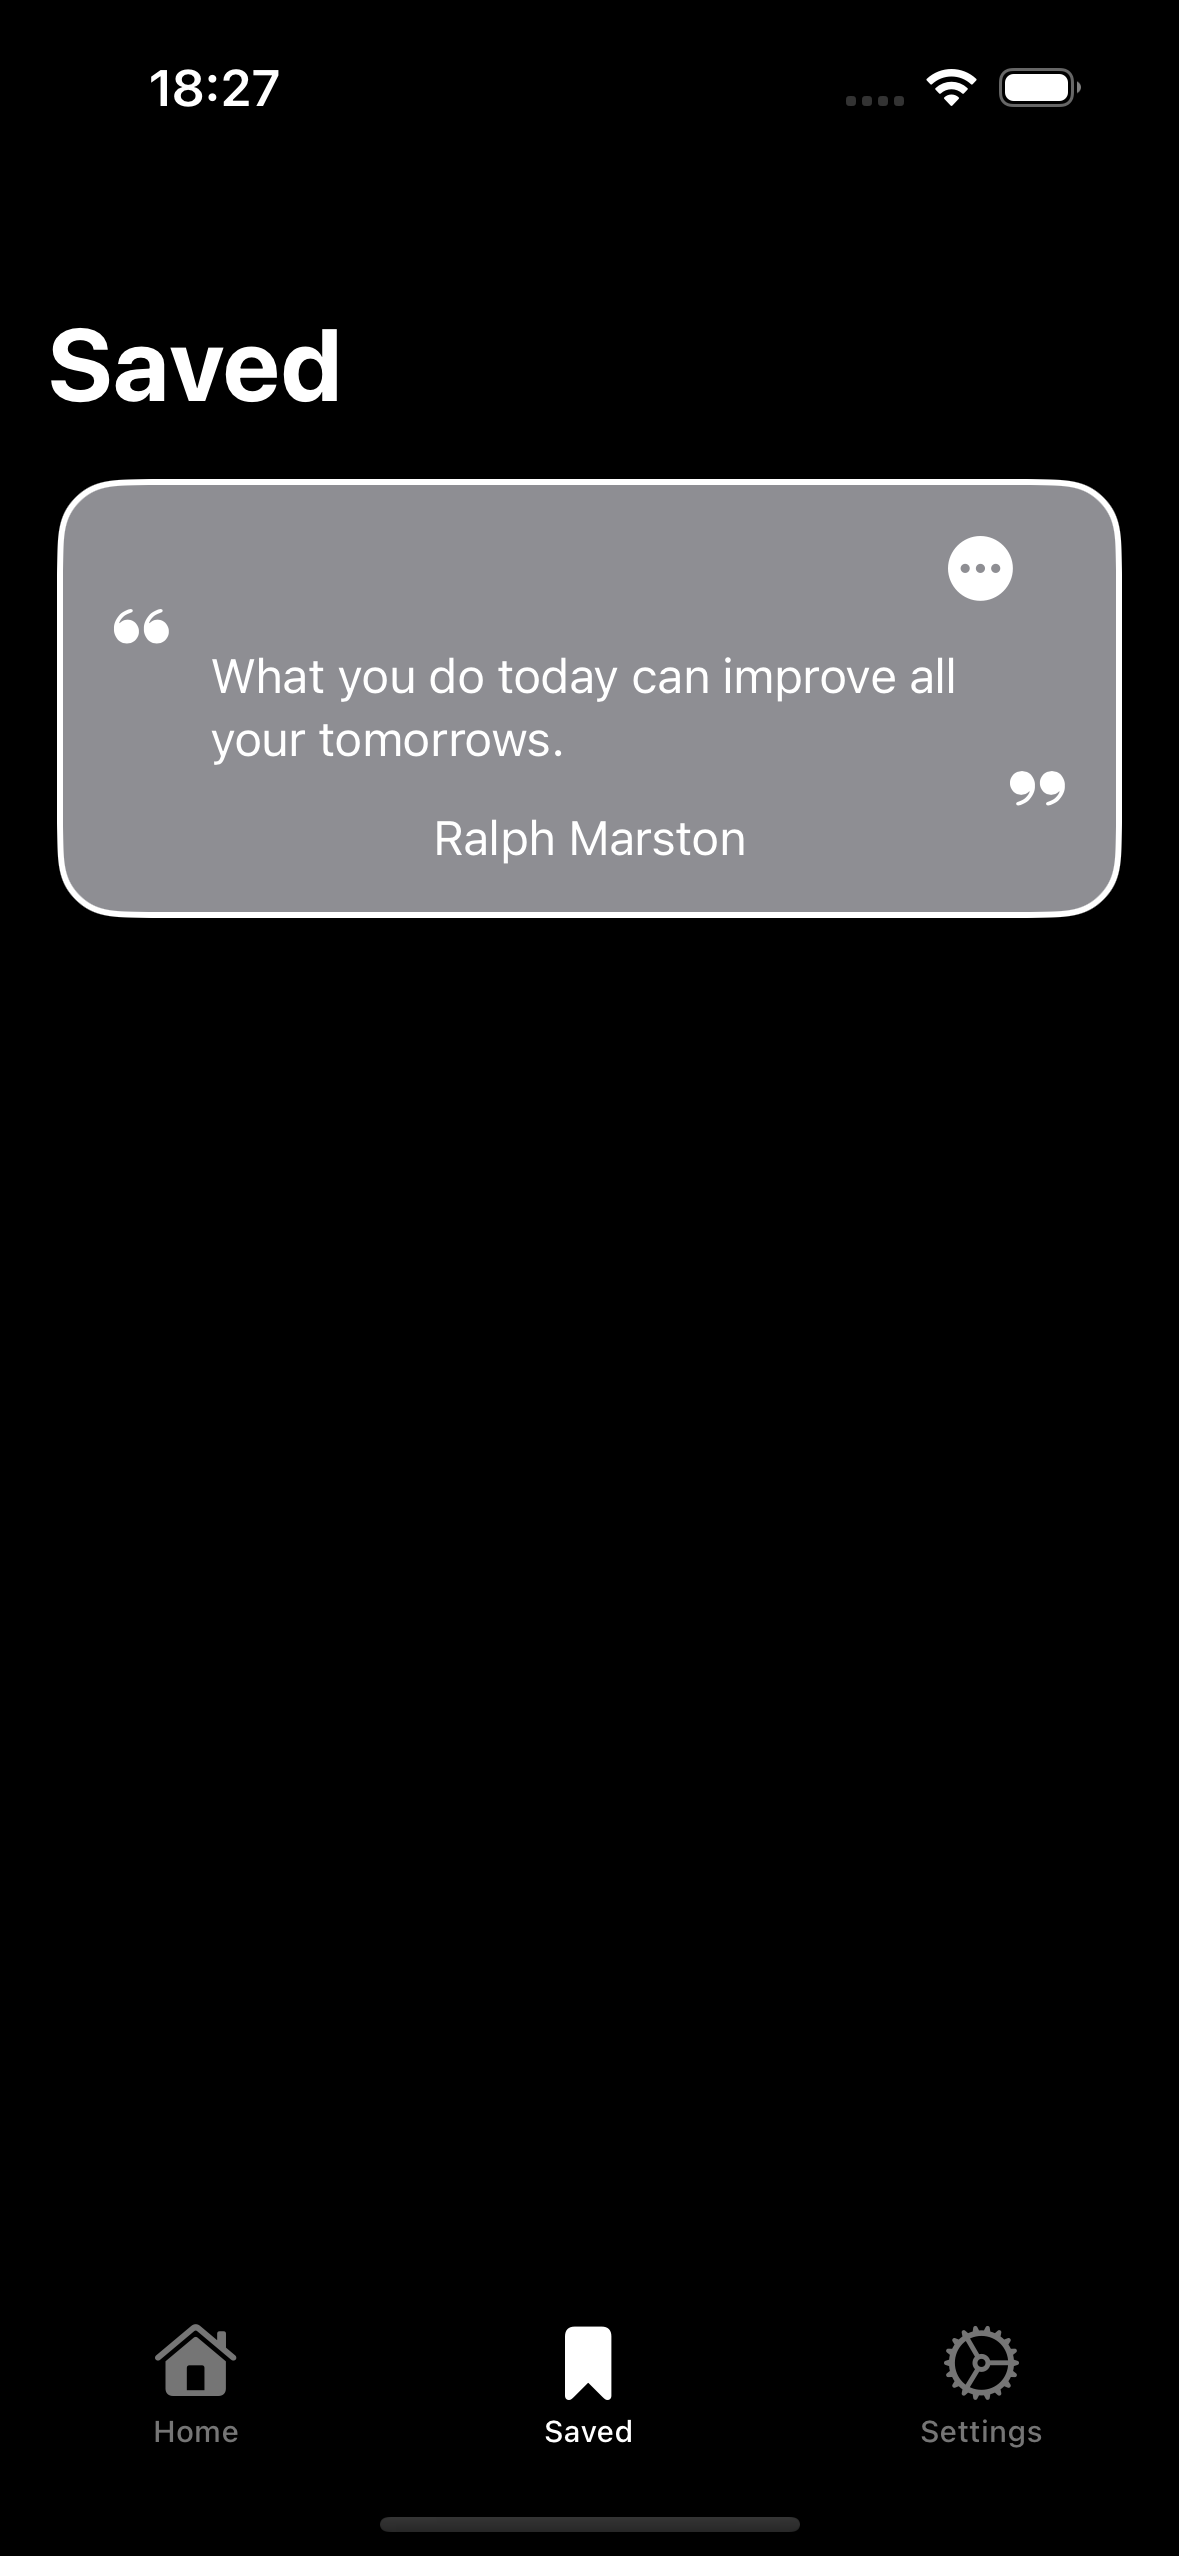 18:27
Saved
“
What you do today can improve all
your tomorrows.
”
Ralph Marston
Home
Saved
Settings